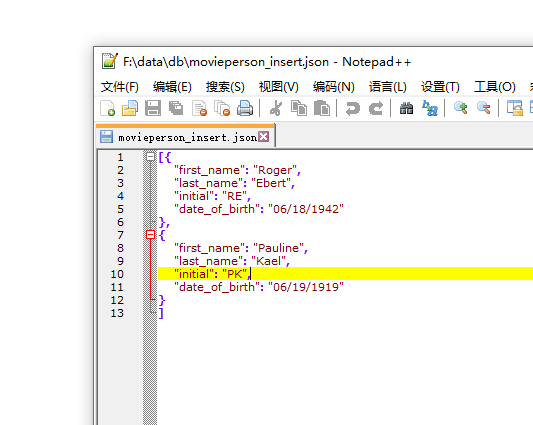 F:\data\db\movieperson_insert.json - Notepad++
文件(F) 编辑(E) 搜索(S) 视图(V) 编码(N) 语言(L) 设置(T) 工具(O)
movieperson_insert.json
1 [{
2 "first_name": "Roger",
3 "last_name": "Ebert",
4 "initial": "RE",
5 "date_of_birth": "06/18/1942"
6 },
7 {
8 "first_name": "Pauline",
9 "last_name": "Kael",
10 "initial": "PK",
11 "date_of_birth": "06/19/1919"
12 }
13 ]